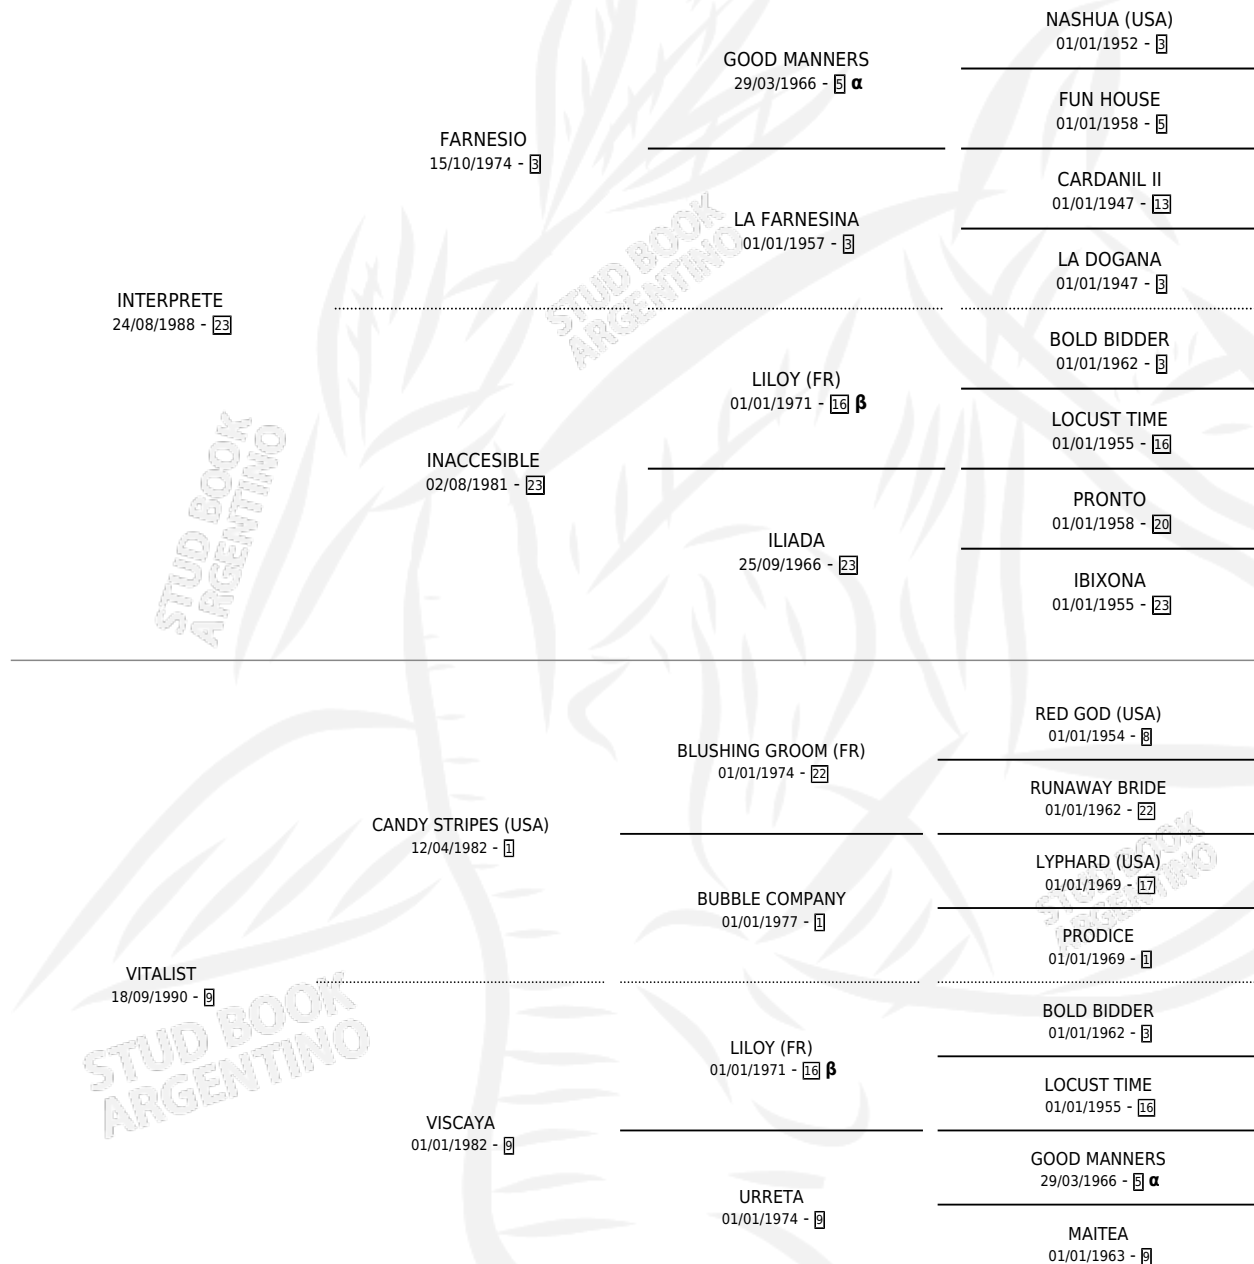 NASHUA (USA)
01/01/1952 - 3
GOOD MANNERS
29/03/1966 - 5 α
FUN HOUSE
01/01/1958 - 5
FARNESIO
15/10/1974 - 3
CARDANIL II
01/01/1947 - 13
LA FARNESINA
01/01/1957 - 3
LA DOGANA
01/01/1947 - 3
STUD BOOK
ARGENTINO
INTERPRETE
24/08/1988 - 23
BOLD BIDDER
01/01/1962 - 3
LILOY (FR)
01/01/1971 - 16 β
LOCUST TIME
01/01/1955 - 16
INACCESIBLE
02/08/1981 - 23
PRONTO
01/01/1958 - 20
ILIADA
25/09/1966 - 23
IBIXONA
01/01/1955 - 23
STUD BOOK
ARGENTINO
RED GOD (USA)
01/01/1954 - 8
BLUSHING GROOM (FR)
01/01/1974 - 22
RUNAWAY BRIDE
01/01/1962 - 22
CANDY STRIPES (USA)
12/04/1982 - 1
LYPHARD (USA)
01/01/1969 - 17
BUBBLE COMPANY
01/01/1977 - 1
PRODICE
01/01/1969 - 1
STUD BOOK
ARGENTINO
VITALIST
18/09/1990 - 9
BOLD BIDDER
01/01/1962 - 3
LILOY (FR)
01/01/1971 - 16 β
LOCUST TIME
01/01/1955 - 16
STUD BOOK
ARGENTINO
VISCAYA
01/01/1982 - 9
GOOD MANNERS
29/03/1966 - 5 α
URRETA
01/01/1974 - 9
MAITEA
01/01/1963 - 9